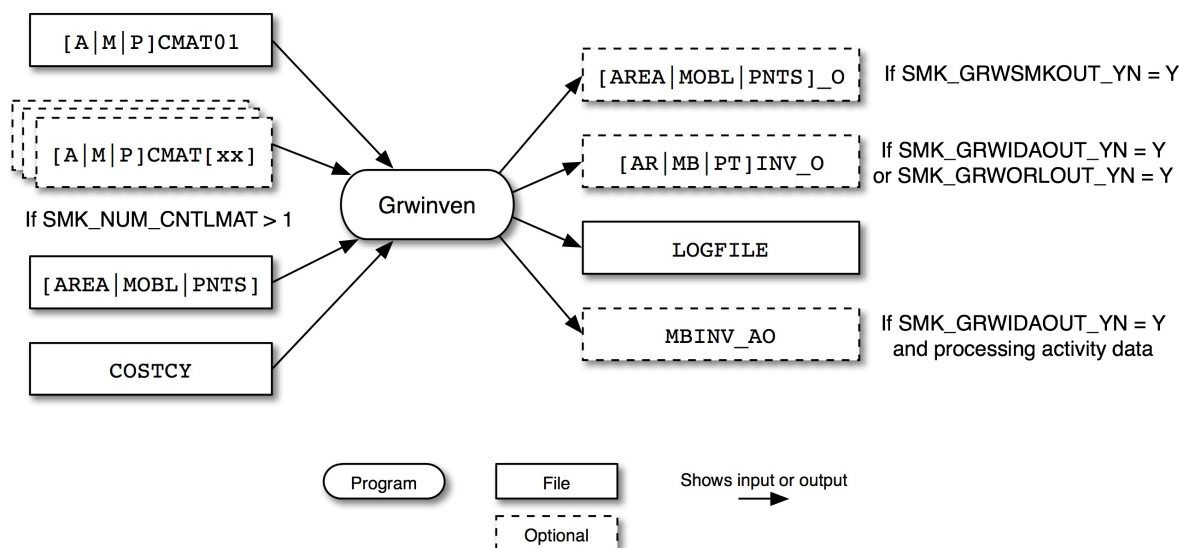 [A|M|P]CMAT01
[AREA|MOBL|PNTS]_O
If SMK_GRWSMKOUT_YN = Y
[A|M|P]CMAT[xx]
If SMK_NUM_CNTLMAT > 1
Grwinven
[AR|MB|PT]INV_O
If SMK_GRWIDAOUT_YN = Y
or SMK_GRWORLOUT_YN = Y
LOGFILE
[AREA|MOBL|PNTS]
COSTCY
MBINV_AO
If SMK_GRWIDAOUT_YN = Y
and processing activity data
Program
File
Shows input or output
Optional